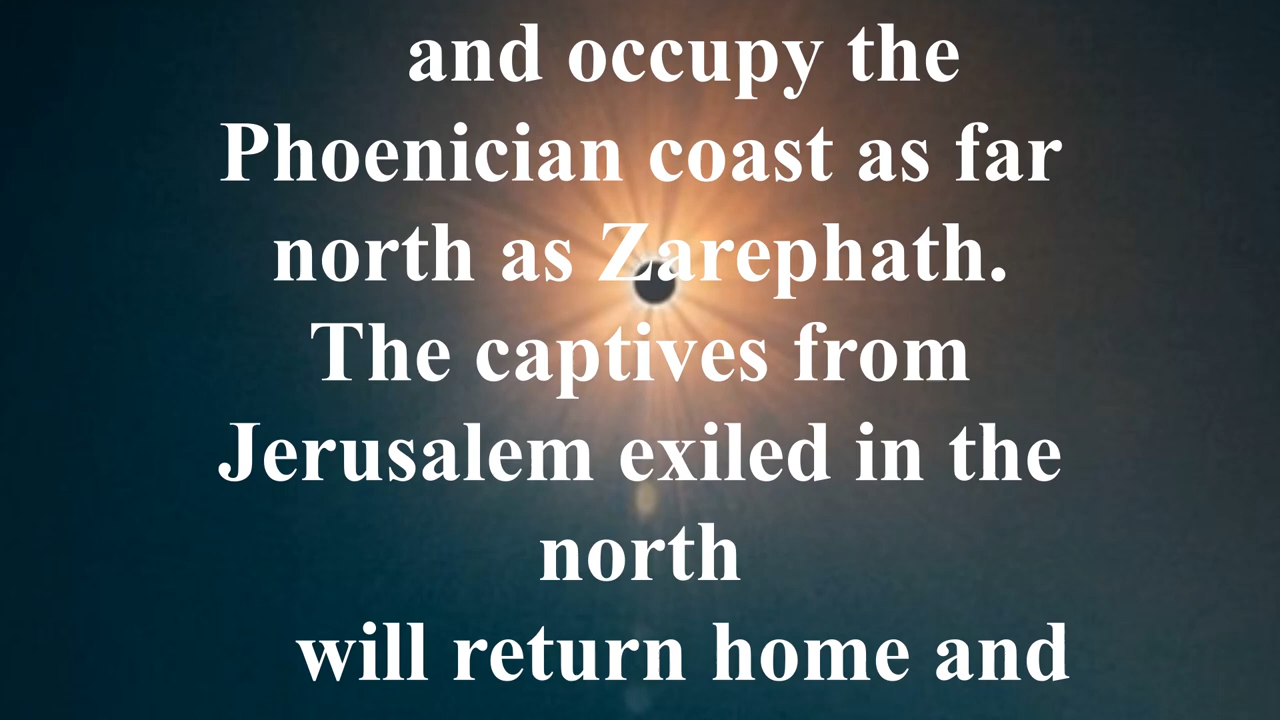 and occupy the
Phoenician coast as far
north as Zarephath.
The captives from
Jerusalem exiled in the
north
will return home and